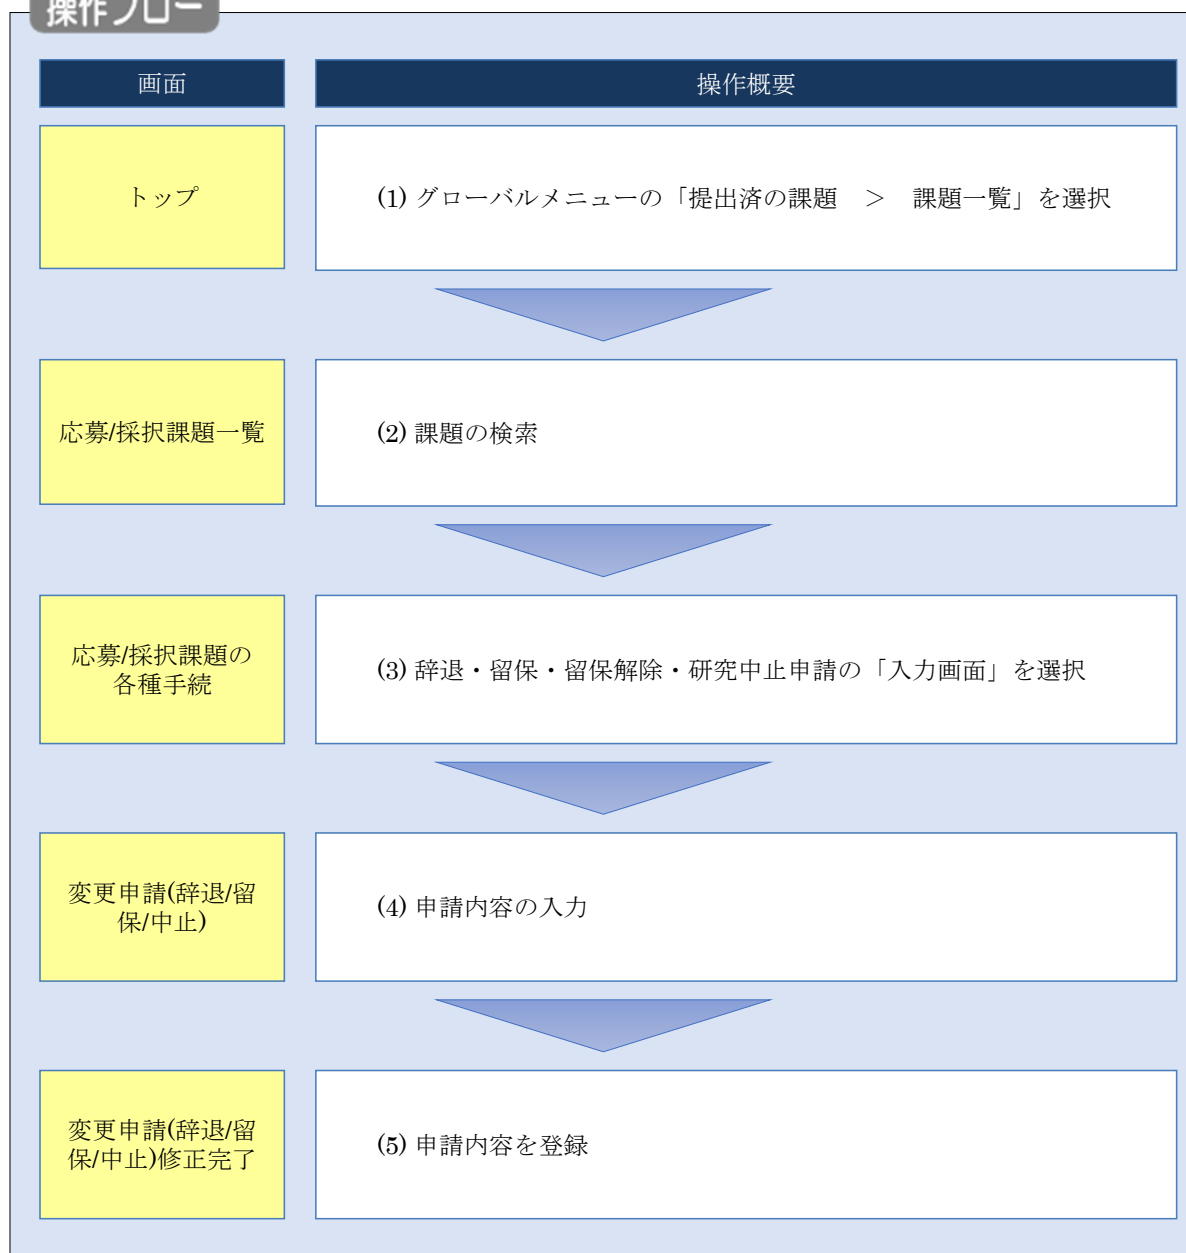 操作フロー
画面
操作概要
トップ
(1) グローバルメニューの「提出済の課題　＞　課題一覧」を選択
応募/採択課題一覧
(2) 課題の検索
応募/採択課題の
各種手続
(3) 辞退・留保・留保解除・研究中止申請の「入力画面」を選択
変更申請(辞退/留
保/中止)
(4) 申請内容の入力
変更申請(辞退/留
保/中止)修正完了
(5) 申請内容を登録